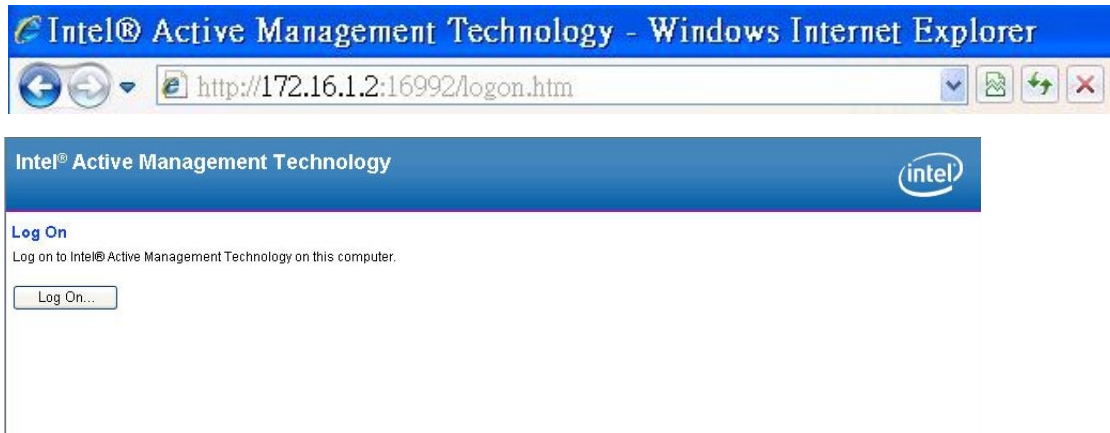 Intel® Active Management Technology - Windows Internet Explorer
http://172.16.1.2:16992/logon.htm
Intel® Active Management Technology
intel
Log On
Log on to Intel® Active Management Technology on this computer.
Log On...